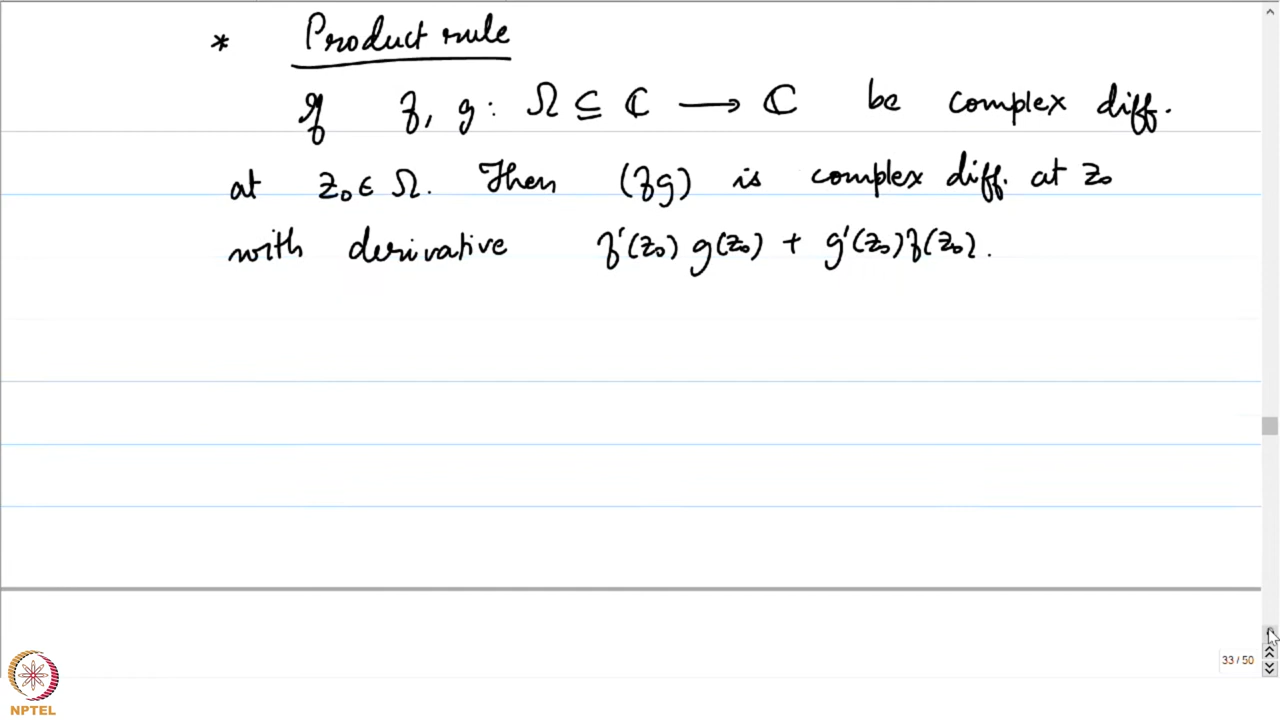 * Product rule
If f, g : Ω ⊆ ℂ → ℂ be complex diff.
at z₀ ∈ Ω. Then (fg) is complex diff. at z₀
with derivative f'(z₀) g(z₀) + g'(z₀) f(z₀).
33 / 50
NPTEL